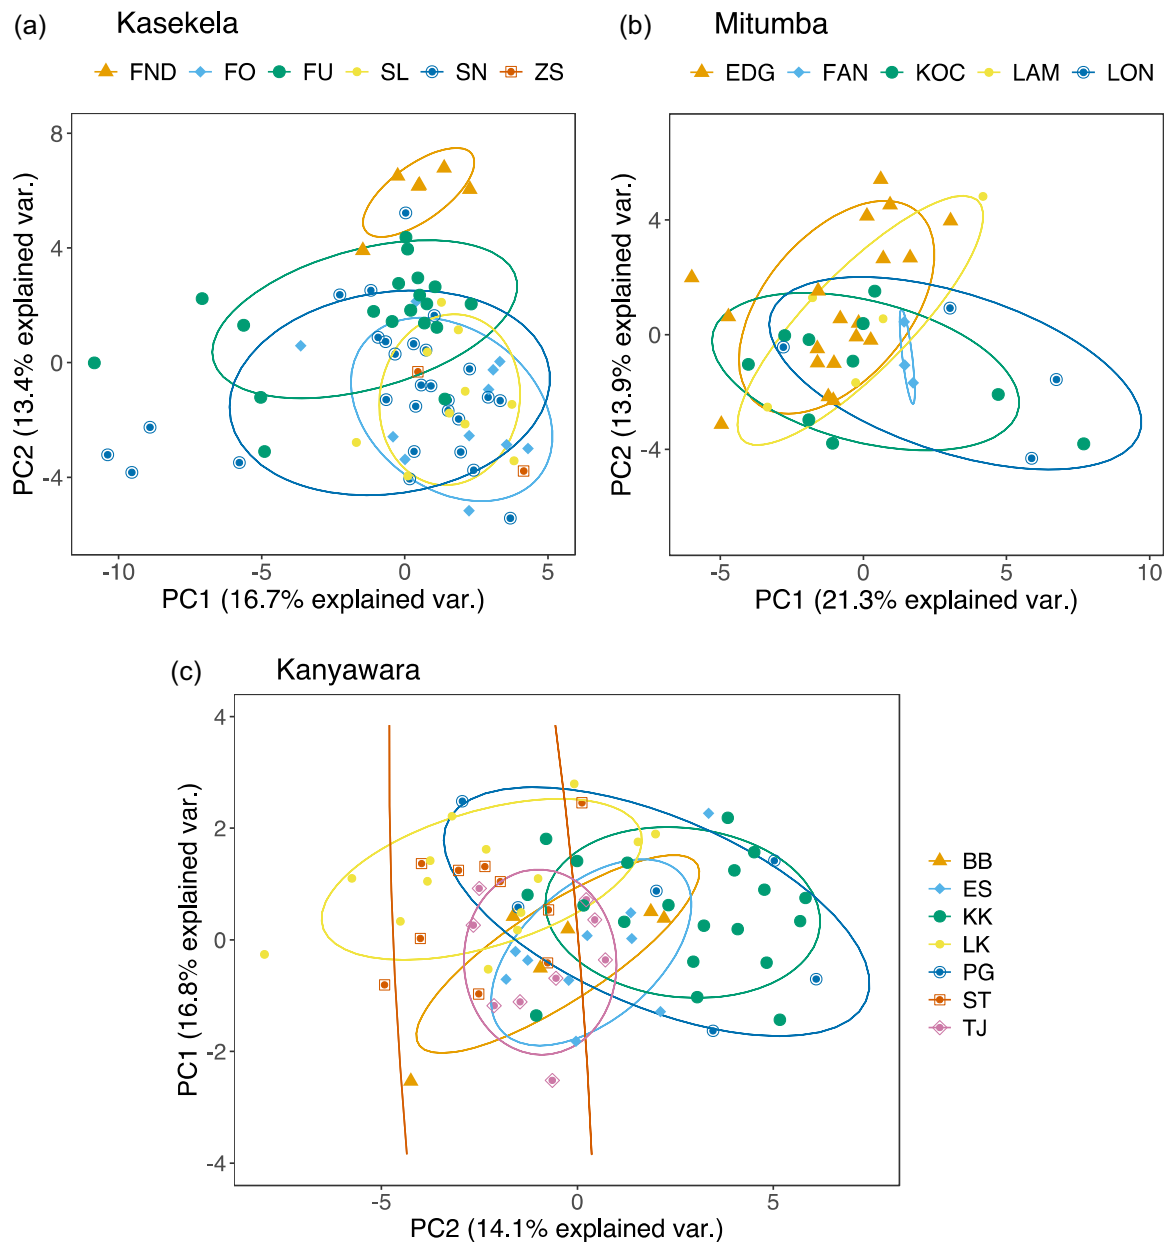 (a) Kasekela
FND FO FU SL SN ZS
8
4
0
-4
PC2 (13.4% explained var.)
-10 -5 0 5
PC1 (16.7% explained var.)
(b) Mitumba
EDG FAN KOC LAM LON
4
0
-4
PC2 (13.9% explained var.)
-5 0 5 10
PC1 (21.3% explained var.)
(c) Kanyawara
4
2
0
-2
-4
PC1 (16.8% explained var.)
-5 0 5
PC2 (14.1% explained var.)
BB
ES
KK
LK
PG
ST
TJ